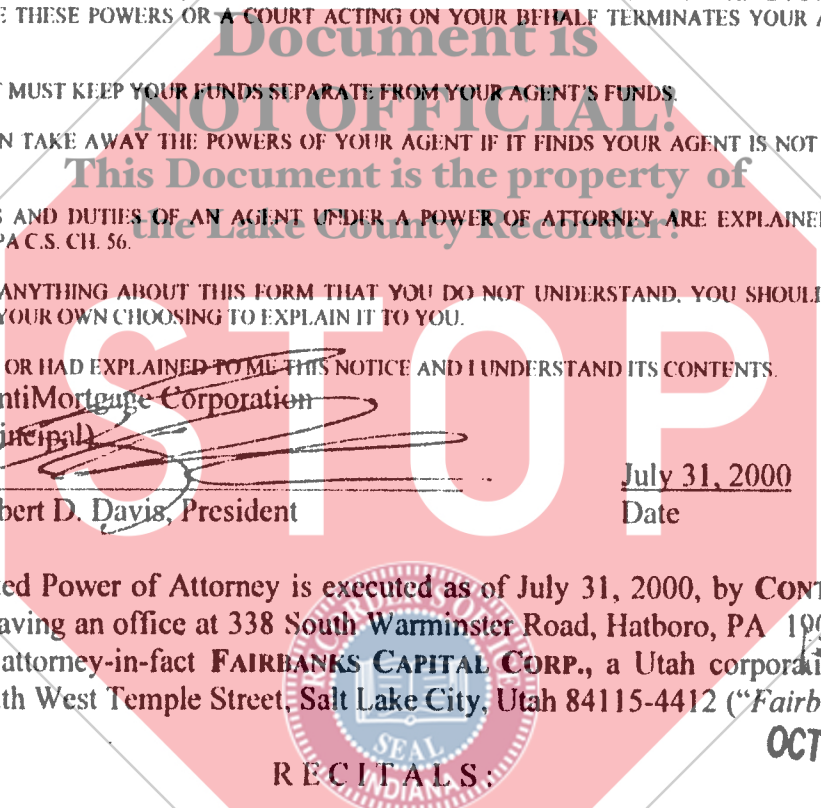 E THESE POWERS OR A COURT ACTING ON YOUR BEHALF TERMINATES YOUR A
Document is
T MUST KEEP YOUR FUNDS SEPARATE FROM YOUR AGENT'S FUNDS.
NOT OFFICIAL!
N TAKE AWAY THE POWERS OF YOUR AGENT IF IT FINDS YOUR AGENT IS NOT
This Document is the property of
S AND DUTIES OF AN AGENT UNDER A POWER OF ATTORNEY ARE EXPLAINE
the Lake County Recorder!
PA C.S. CH. 56.
ANYTHING ABOUT THIS FORM THAT YOU DO NOT UNDERSTAND, YOU SHOUL
YOUR OWN CHOOSING TO EXPLAIN IT TO YOU.
STOP
OR HAD EXPLAINED TO ME THIS NOTICE AND I UNDERSTAND ITS CONTENTS.
ntiMortgage Corporation
incipal)
July 31, 2000
bert D. Davis, President
Date
ed Power of Attorney is executed as of July 31, 2000, by CONT
aving an office at 338 South Warminster Road, Hatboro, PA 190
attorney-in-fact FAIRBANKS CAPITAL CORP., a Utah corporati
th West Temple Street, Salt Lake City, Utah 84115-4412 ("Fairb
OCT
SEAL
INDIANA
RECITALS: